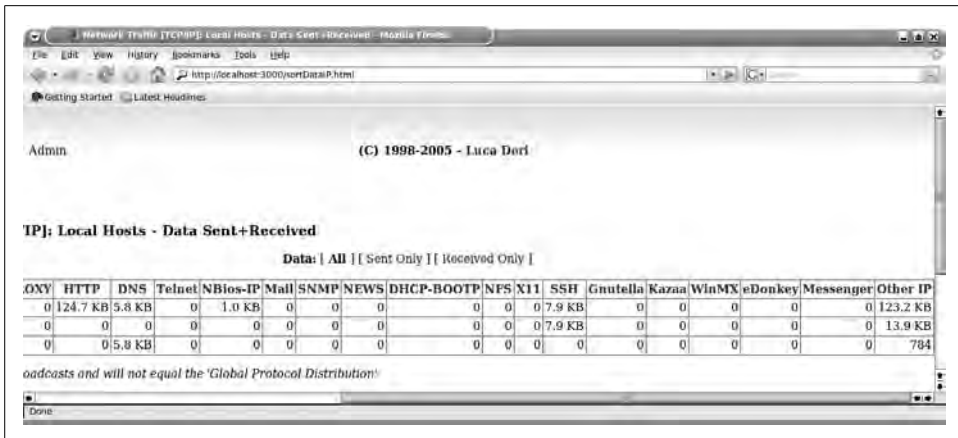 Network Traffic [TCP/IP]: Local Hosts - Data Sent+Received - Mozilla Firefox
File Edit View History Bookmarks Tools Help
http://localhost:3000/sortDataIP.html
Getting Started Latest Headlines
Admin (C) 1998-2005 - Luca Deri
IP]: Local Hosts - Data Sent+Received
Data: [ All ] [ Sent Only ] [ Received Only ]
OXY HTTP DNS Telnet NBios-IP Mail SNMP NEWS DHCP-BOOTP NFS X11 SSH Gnutella Kazaa WinMX eDonkey Messenger Other IP
0 124.7 KB 5.8 KB 0 1.0 KB 0 0 0 0 0 0 7.9 KB 0 0 0 0 0 123.2 KB
0 0 0 0 0 0 0 0 0 0 0 7.9 KB 0 0 0 0 0 13.9 KB
0 0 5.8 KB 0 0 0 0 0 0 0 0 0 0 0 0 0 0 784
oadcasts and will not equal the 'Global Protocol Distribution'
Done